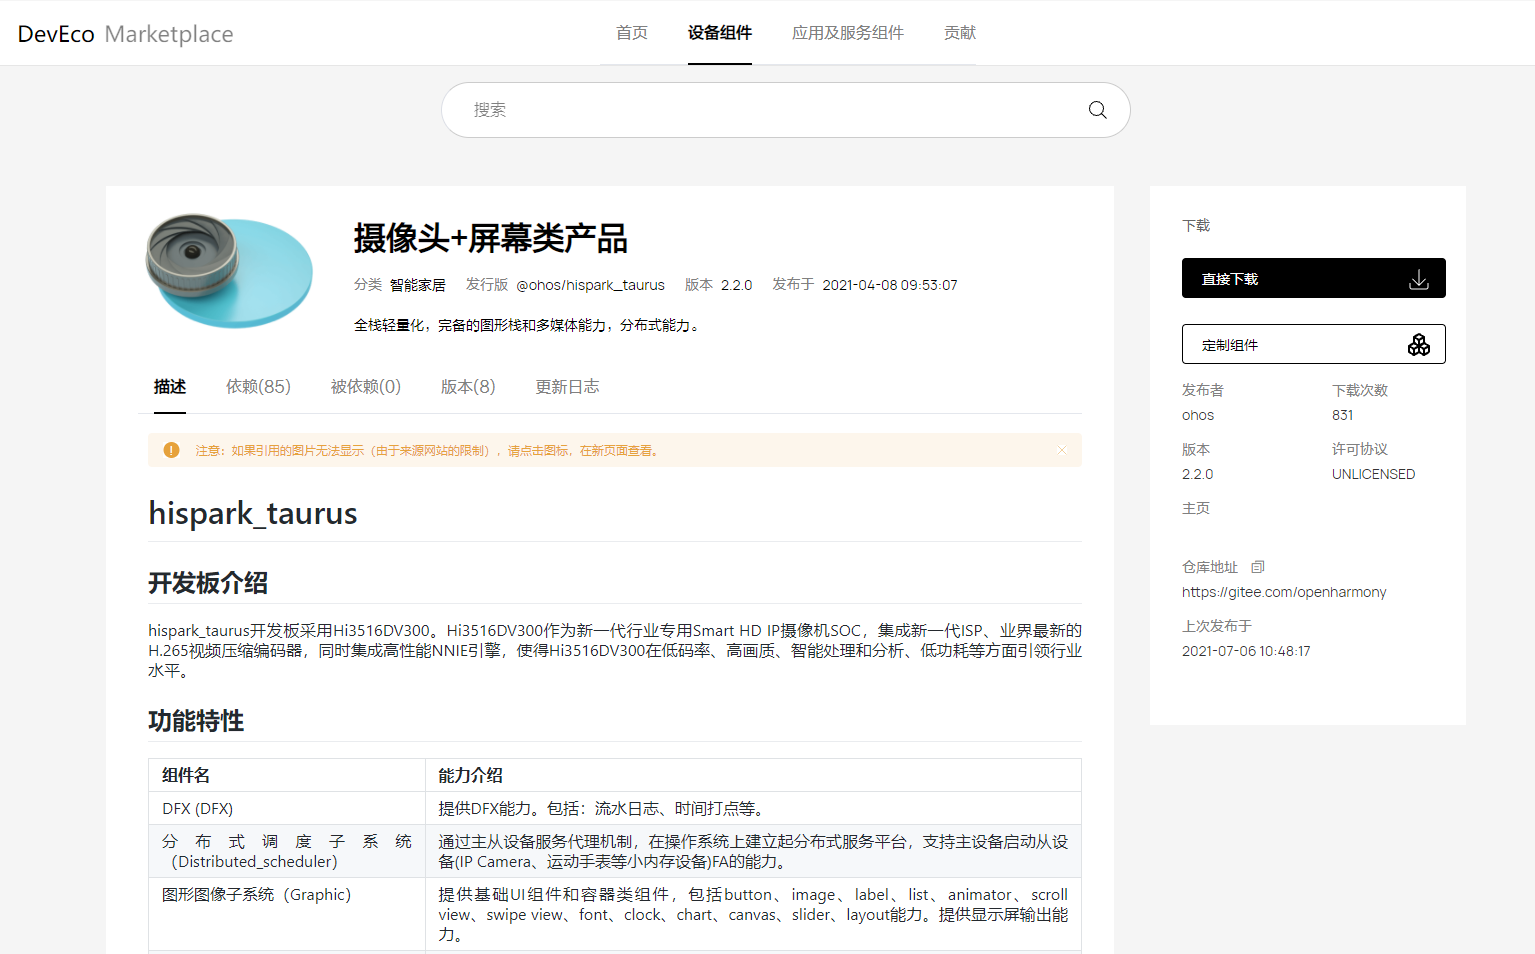 DevEco Marketplace
首页 设备组件 应用及服务组件 贡献
搜索
摄像头+屏幕类产品
分类 智能家居 发行版 @ohos/hispark_taurus 版本 2.2.0 发布于 2021-04-08 09:53:07
全栈轻量化，完备的图形栈和多媒体能力，分布式能力。
描述 依赖(85) 被依赖(0) 版本(8) 更新日志
注意：如果引用的图片无法显示（由于来源网站的限制），请点击图标，在新页面查看。
hispark_taurus
开发板介绍
hispark_taurus开发板采用Hi3516DV300。Hi3516DV300作为新一代行业专用Smart HD IP摄像机SOC，集成新一代ISP、业界最新的
H.265视频压缩编码器，同时集成高性能NNIE引擎，使得Hi3516DV300在低码率、高画质、智能处理和分析、低功耗等方面引领行业
水平。
功能特性
组件名 能力介绍
DFX (DFX) 提供DFX能力。包括：流水日志、时间打点等。
分布式调度子系统
（Distributed_scheduler）
通过主从设备服务代理机制，在操作系统上建立起分布式服务平台，支持主设备启动从设
备(IP Camera、运动手表等小内存设备)FA的能力。
图形图像子系统（Graphic）
提供基础UI组件和容器类组件，包括button、image、label、list、animator、scroll
view、swipe view、font、clock、chart、canvas、slider、layout能力。提供显示屏输出能
力。
下载
直接下载
定制组件
发布者 下载次数
ohos 831
版本 许可协议
2.2.0 UNLICENSED
主页
仓库地址
https://gitee.com/openharmony
上次发布于
2021-07-06 10:48:17